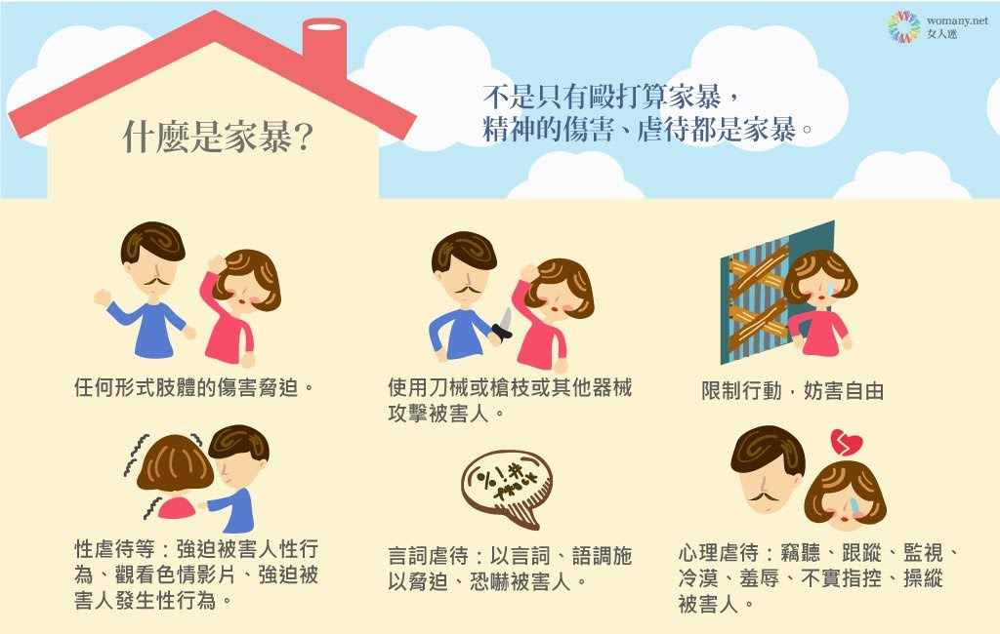 womany.net
女人迷
什麼是家暴？
不是只有毆打算家暴，
精神的傷害、虐待都是家暴。
任何形式肢體的傷害脅迫。
使用刀械或槍枝或其他器械
攻擊被害人。
限制行動，妨害自由
性虐待等：強迫被害人性行
為、觀看色情影片、強迫被
害人發生性行為。
%!#
fuck
言詞虐待：以言詞、語調施
以脅迫、恐嚇被害人。
心理虐待：竊聽、跟蹤、監視、
冷漠、羞辱、不實指控、操縱
被害人。